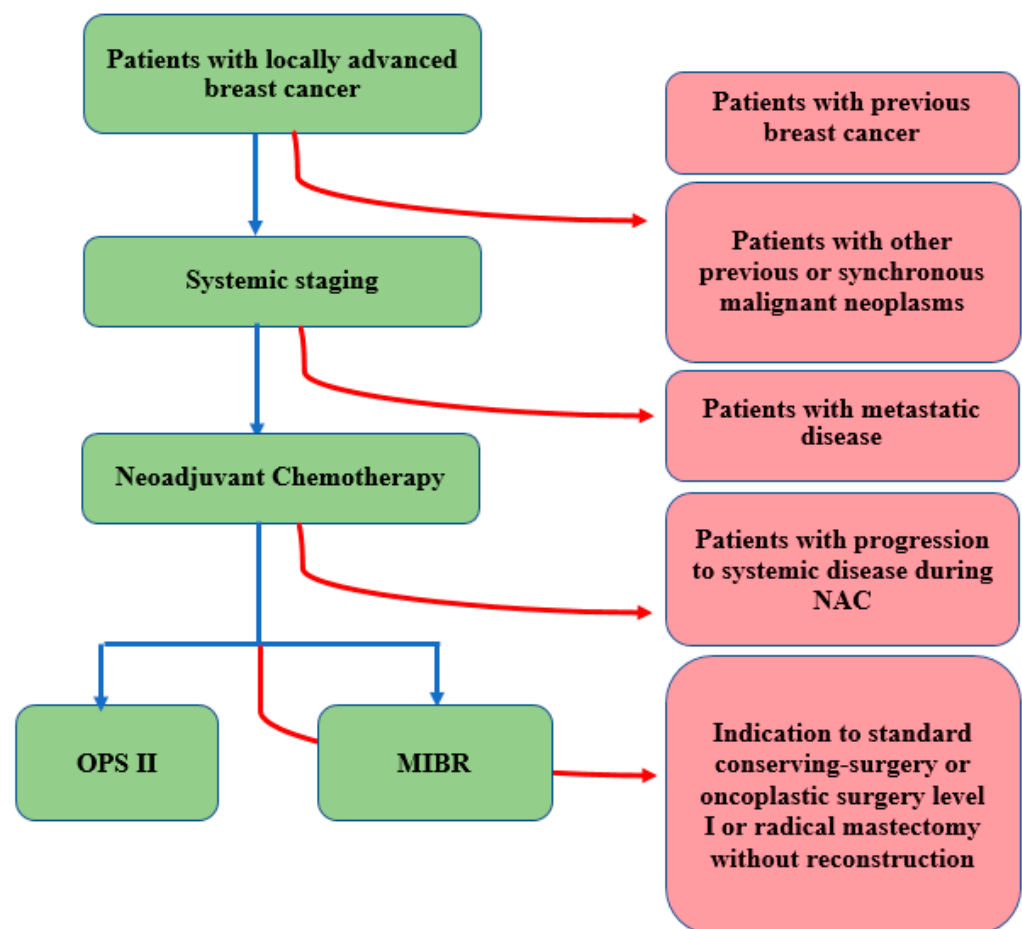 Patients with locally advanced
breast cancer
Systemic staging
Neoadjuvant Chemotherapy
OPS II
MIBR
Patients with previous
breast cancer
Patients with other
previous or synchronous
malignant neoplasms
Patients with metastatic
disease
Patients with progression
to systemic disease during
NAC
Indication to standard
conserving-surgery or
oncoplastic surgery level
I or radical mastectomy
without reconstruction